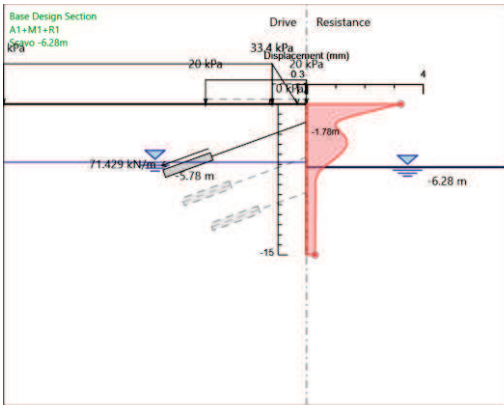 Base Design Section
A1+M1+R1
Scavo -6.28m
Drive
Resistance
kPa
33.4 kPa
Displacement (mm)
20 kPa
20 kPa
0.3
4
0 kPa
-1.78m
71.429 kN/m
-5.78 m
-6.28 m
-15